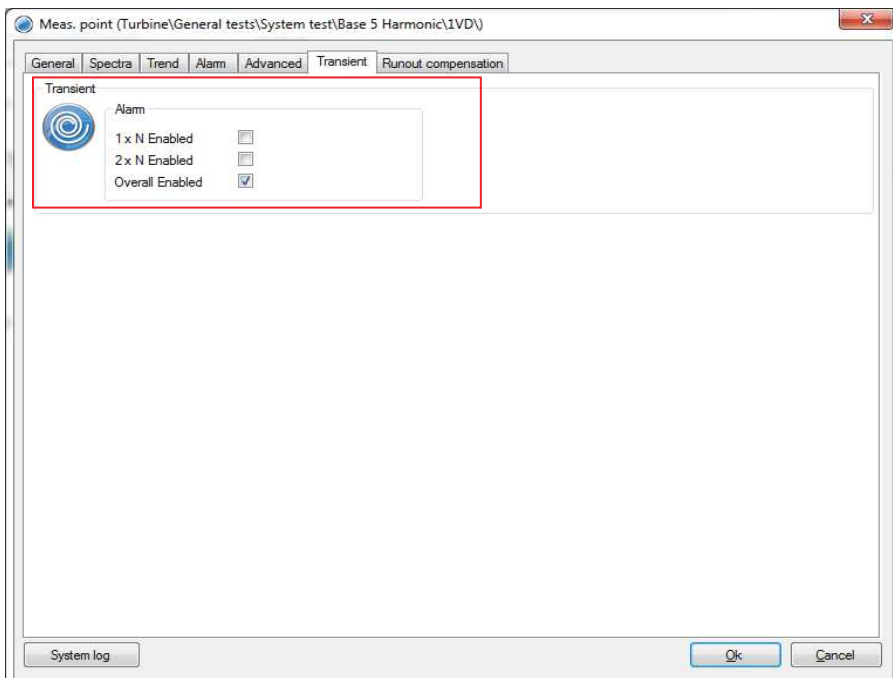 Meas. point (Turbine\General tests\System test\Base 5 Harmonic\1VD\)
General Spectra Trend Alarm Advanced Transient Runout compensation
Transient
Alarm
1 x N Enabled
2 x N Enabled
Overall Enabled
System log Ok Cancel